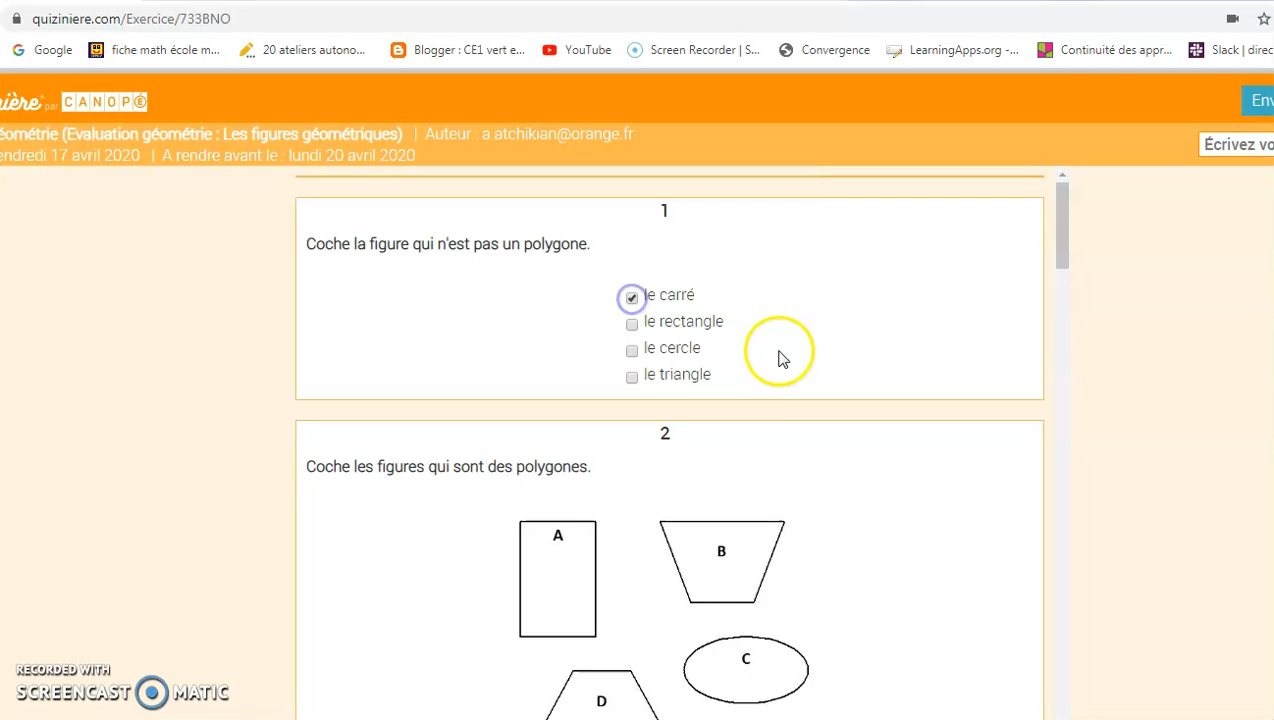 quiziniere.com/Exercice/733BNO
Google fiche math école m... 20 ateliers autono... Blogger : CE1 vert e... YouTube Screen Recorder | S... Convergence LearningApps.org -... Continuité des appr... Slack | direc
ière par CANOPÉ
Env
éométrie (Evaluation géométrie : Les figures géométriques) | Auteur : a.atchikian@orange.fr
endredi 17 avril 2020 | A rendre avant le : lundi 20 avril 2020
Écrivez vo
1
Coche la figure qui n'est pas un polygone.
le carré
le rectangle
le cercle
le triangle
2
Coche les figures qui sont des polygones.
A
B
C
D
RECORDED WITH
SCREENCAST MATIC